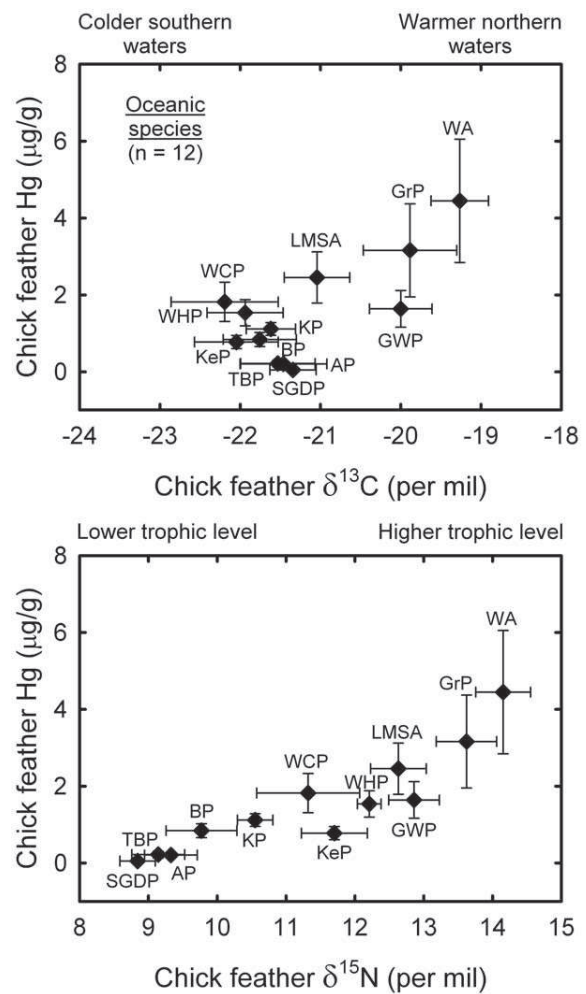 Colder southern waters
Warmer northern waters
Chick feather Hg (μg/g)
8
6
4
2
0
Oceanic
species
(n = 12)
WA
GrP
LMSA
WCP
WHP
KP
GWP
KeP
BP
TBP
AP
SGDP
-24 -23 -22 -21 -20 -19 -18
Chick feather δ¹³C (per mil)
Lower trophic level
Higher trophic level
Chick feather Hg (μg/g)
8
6
4
2
0
WA
GrP
LMSA
WCP
WHP
BP
GWP
KP
KeP
TBP
SGDP
AP
8 9 10 11 12 13 14 15
Chick feather δ¹⁵N (per mil)